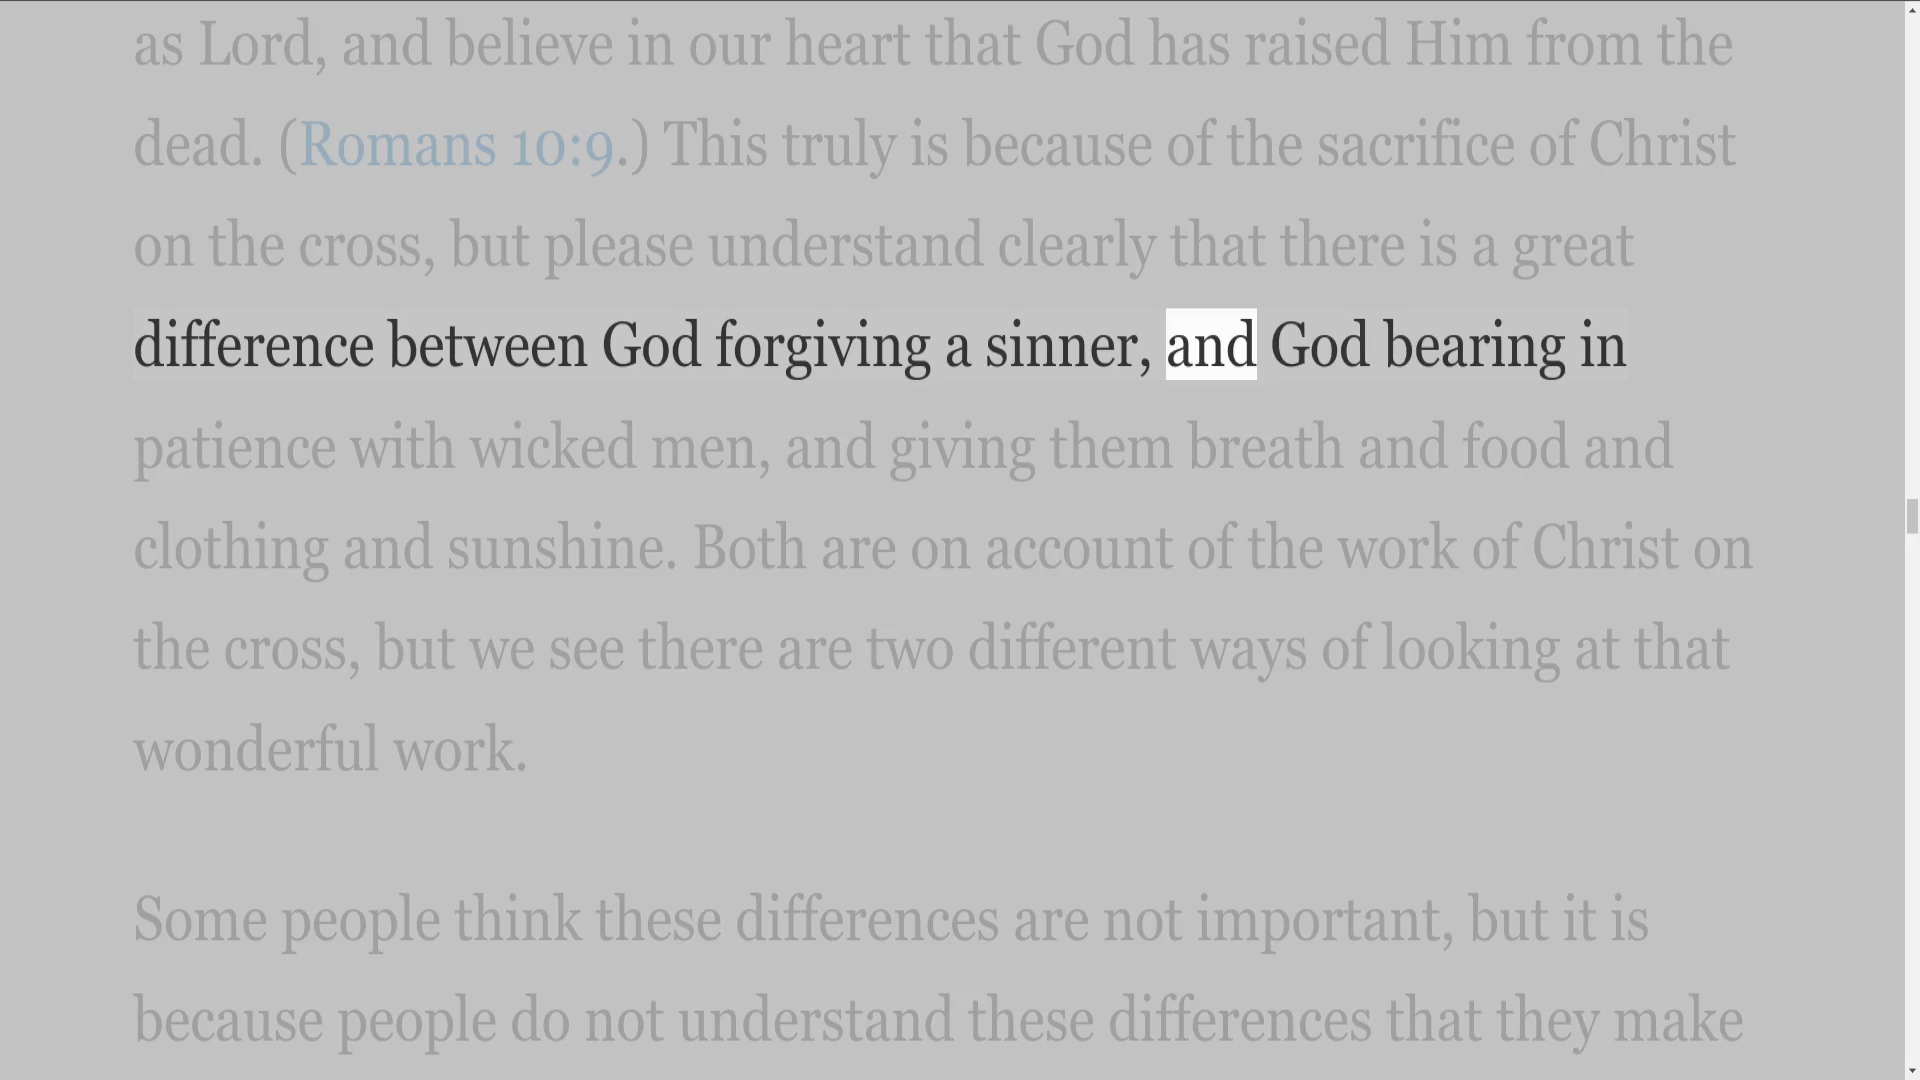 as Lord, and believe in our heart that God has raised Him from the
dead. (Romans 10:9.) This truly is because of the sacrifice of Christ
on the cross, but please understand clearly that there is a great
difference between God forgiving a sinner, and God bearing in
patience with wicked men, and giving them breath and food and
clothing and sunshine. Both are on account of the work of Christ on
the cross, but we see there are two different ways of looking at that
wonderful work.
Some people think these differences are not important, but it is
because people do not understand these differences that they make